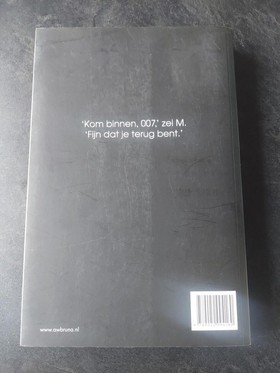 ‘Kom binnen, 007,’ zei M.
‘Fijn dat je terug bent.’
www.awbruna.nl